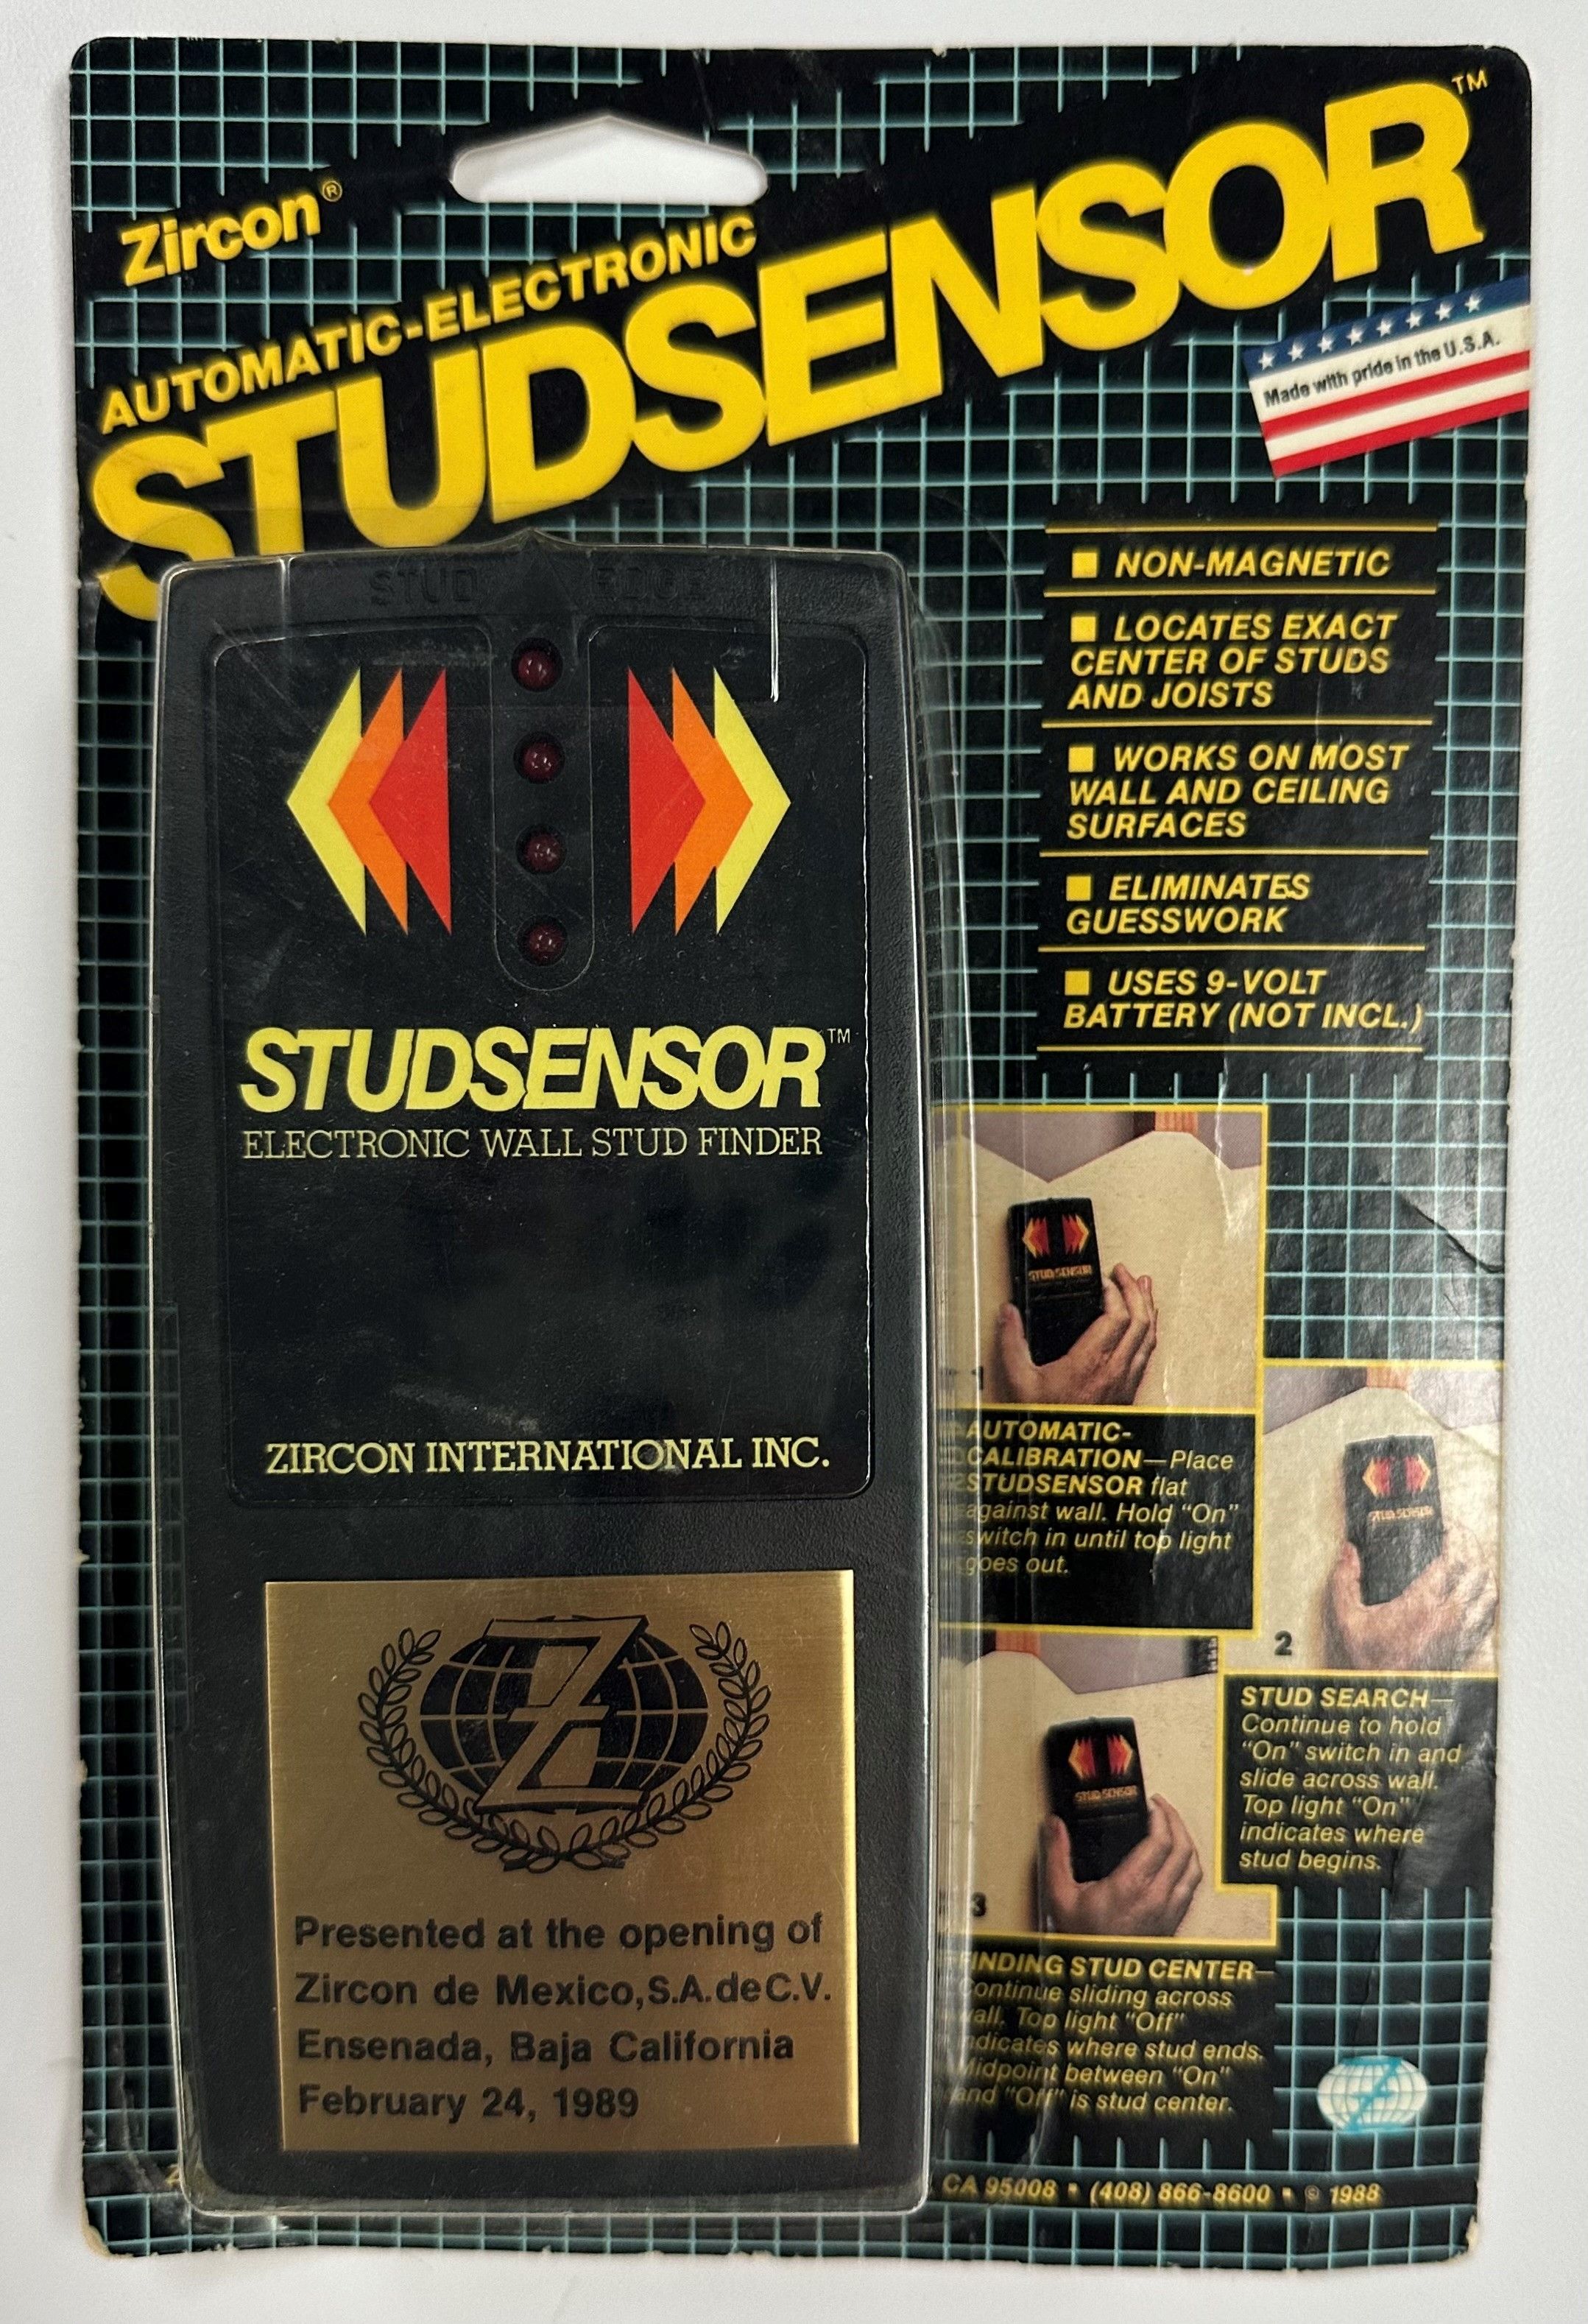 Zircon®
AUTOMATIC-ELECTRONIC
STUDSENSOR™
Made with pride in the U.S.A.
■ NON-MAGNETIC
■ LOCATES EXACT
CENTER OF STUDS
AND JOISTS
■ WORKS ON MOST
WALL AND CEILING
SURFACES
■ ELIMINATES
GUESSWORK
■ USES 9-VOLT
BATTERY (NOT INCL.)
STUD EDGE
STUDSENSOR™
ELECTRONIC WALL STUD FINDER
ZIRCON INTERNATIONAL INC.
Z
Presented at the opening of
Zircon de Mexico,S.A.deC.V.
Ensenada, Baja California
February 24, 1989
STUDSENSOR
1
AUTOMATIC-
CALIBRATION—Place
STUDSENSOR flat
against wall. Hold “On”
switch in until top light
goes out.
STUDSENSOR
2
STUD SEARCH—
Continue to hold
“On” switch in and
slide across wall.
Top light “On”
indicates where
stud begins.
STUDSENSOR
3
FINDING STUD CENTER—
Continue sliding across
wall. Top light “Off”
indicates where stud ends.
Midpoint between “On”
and “Off” is stud center.
Z
CA 95008 • (408) 866-8600 • © 1988